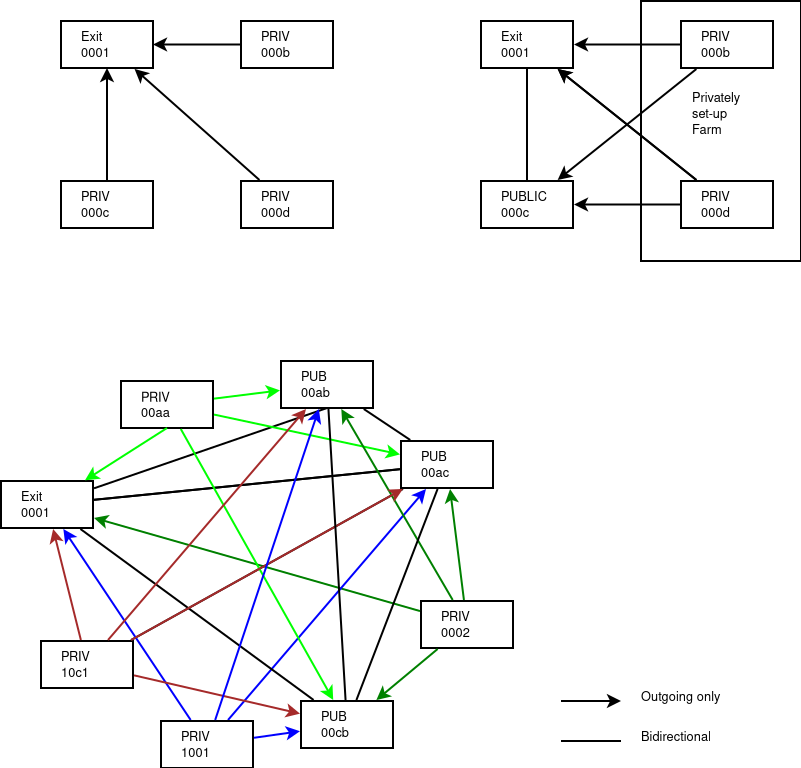 Exit
0001
PRIV
000b
PRIV
000c
PRIV
000d
Exit
0001
PRIV
000b
Privately
set-up
Farm
PUBLIC
000c
PRIV
000d
PUB
00ab
PRIV
00aa
PUB
00ac
Exit
0001
PRIV
0002
PRIV
10c1
PUB
00cb
PRIV
1001
Outgoing only
Bidirectional